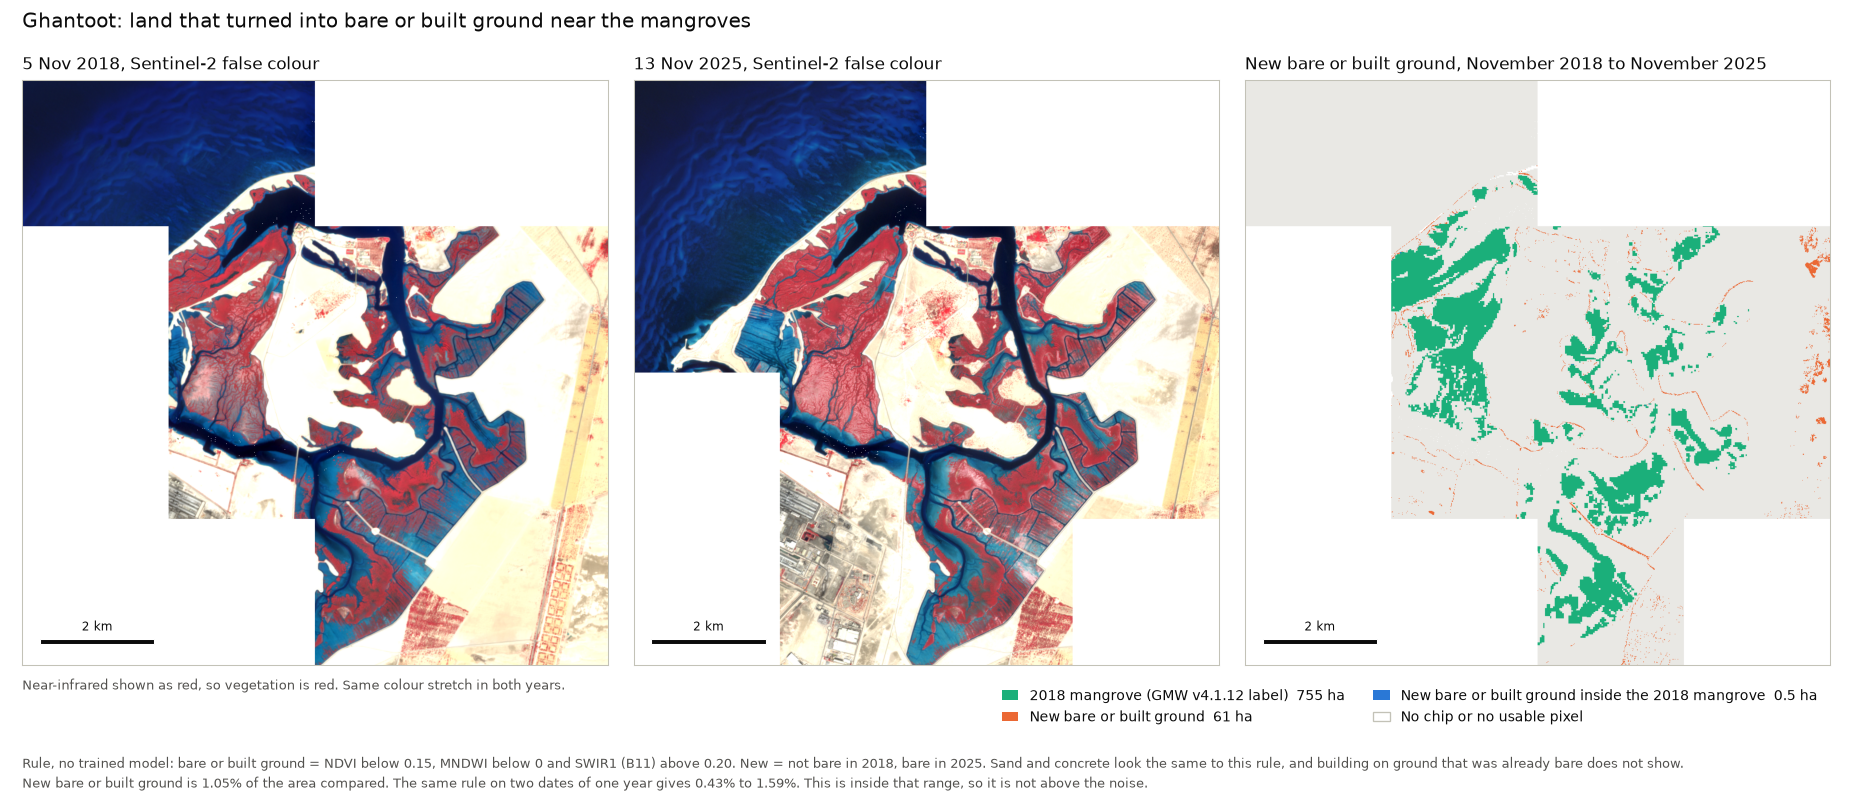 Ghantoot: land that turned into bare or built ground near the mangroves
5 Nov 2018, Sentinel-2 false colour
13 Nov 2025, Sentinel-2 false colour
New bare or built ground, November 2018 to November 2025
2 km
2 km
2 km
Near-infrared shown as red, so vegetation is red. Same colour stretch in both years.
2018 mangrove (GMW v4.1.12 label)  755 ha
New bare or built ground inside the 2018 mangrove  0.5 ha
New bare or built ground  61 ha
No chip or no usable pixel
Rule, no trained model: bare or built ground = NDVI below 0.15, MNDWI below 0 and SWIR1 (B11) above 0.20. New = not bare in 2018, bare in 2025. Sand and concrete look the same to this rule, and building on ground that was already bare does not show.
New bare or built ground is 1.05% of the area compared. The same rule on two dates of one year gives 0.43% to 1.59%. This is inside that range, so it is not above the noise.